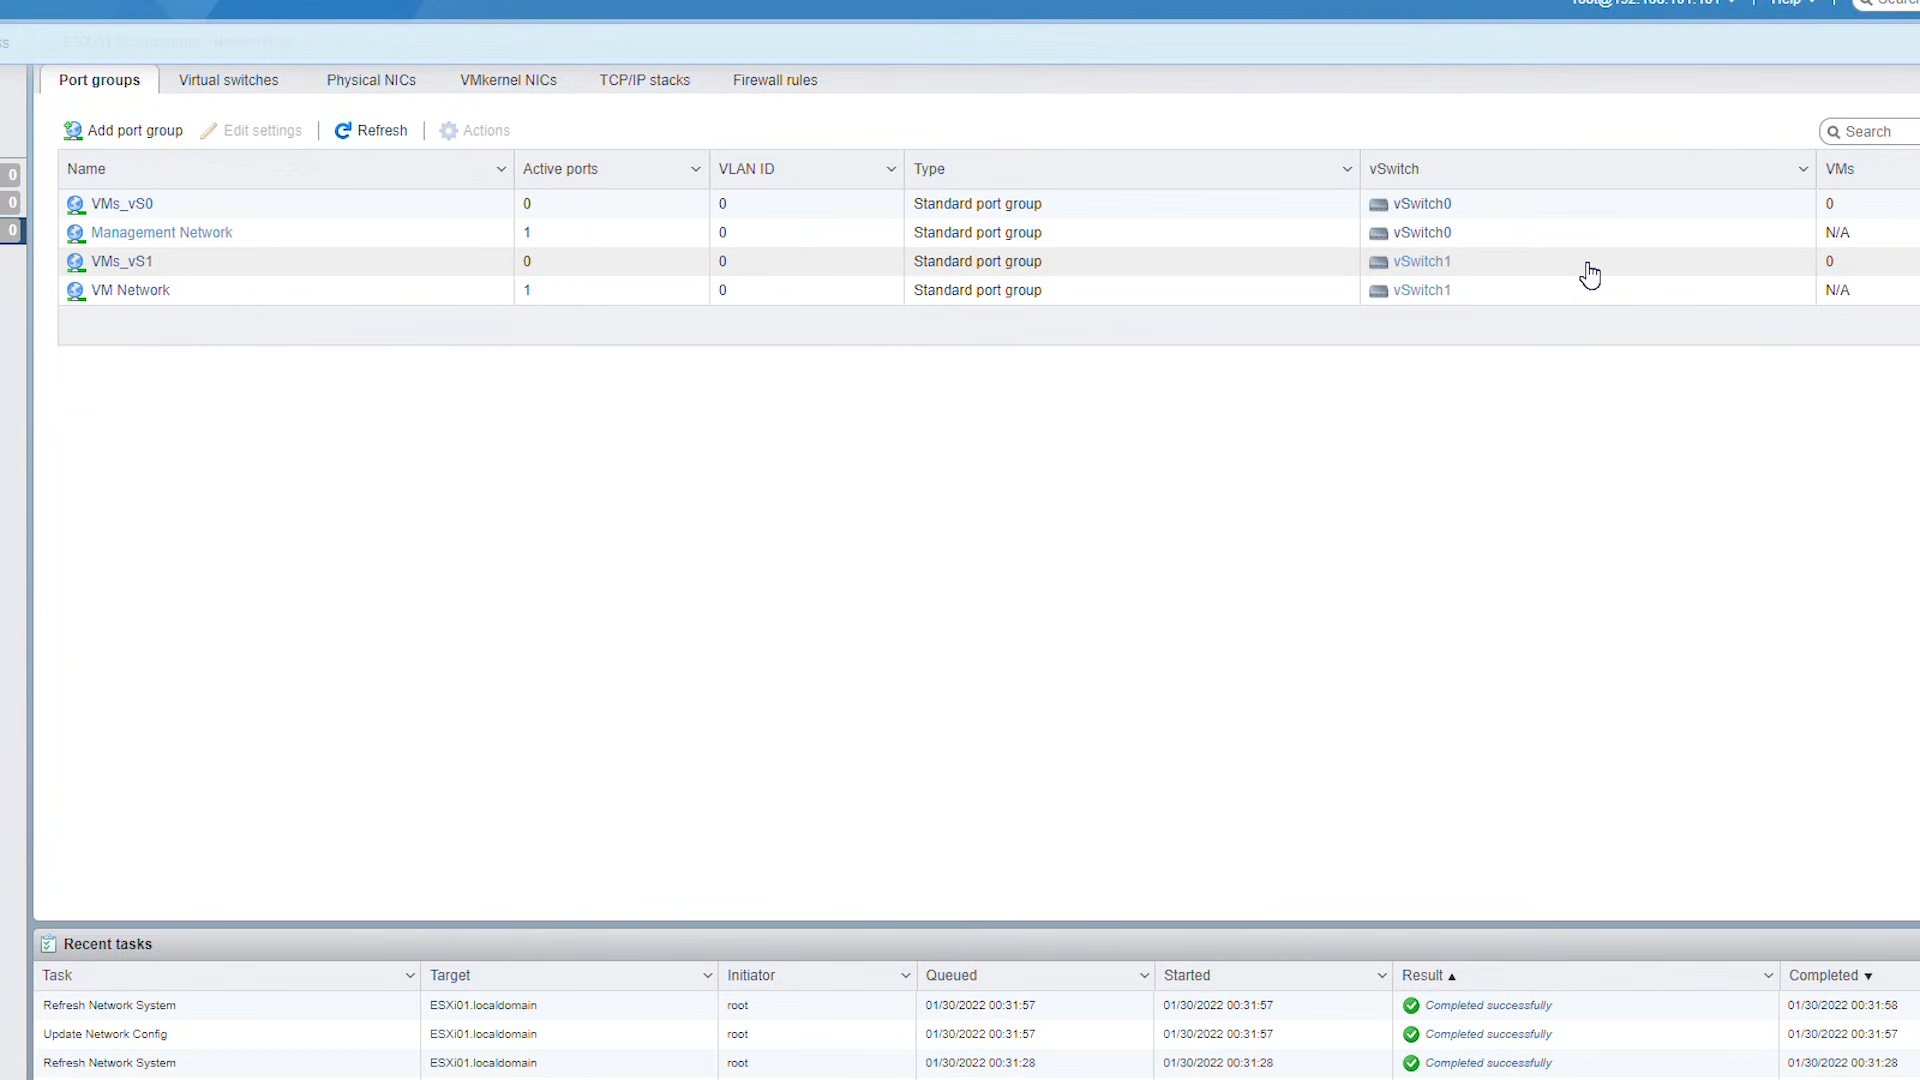 Port groups Virtual switches Physical NICs VMkernel NICs TCP/IP stacks Firewall rules
Add port group Edit settings | Refresh | Actions Search
Name Active ports VLAN ID Type vSwitch VMs
0
VMs_vS0 0 0 Standard port group vSwitch0 0
0
Management Network 1 0 Standard port group vSwitch0 N/A
0
VMs_vS1 0 0 Standard port group vSwitch1 0
VM Network 1 0 Standard port group vSwitch1 N/A
Recent tasks
Task Target Initiator Queued Started Result Completed
Refresh Network System ESXi01.localdomain root 01/30/2022 00:31:57 01/30/2022 00:31:57 Completed successfully 01/30/2022 00:31:58
Update Network Config ESXi01.localdomain root 01/30/2022 00:31:57 01/30/2022 00:31:57 Completed successfully 01/30/2022 00:31:57
Refresh Network System ESXi01.localdomain root 01/30/2022 00:31:28 01/30/2022 00:31:28 Completed successfully 01/30/2022 00:31:28